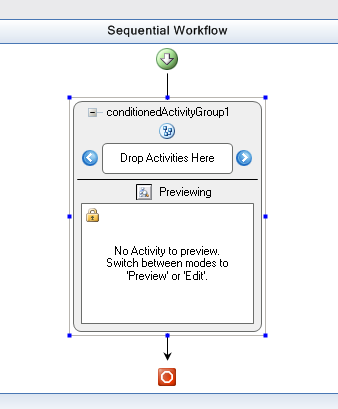 Sequential Workflow
conditionedActivityGroup1
Drop Activities Here
Previewing
No Activity to preview.
Switch between modes to
'Preview' or 'Edit'.